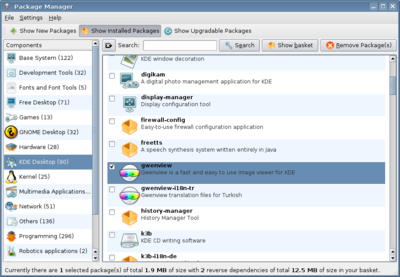 Package Manager
File Settings Help
Show New Packages Show Installed Packages Show Upgradable Packages
Components
Base System (122)
Development Tools (32)
Fonts and Font Tools (5)
Free Desktop (71)
Games (13)
GNOME Desktop (32)
Hardware (28)
KDE Desktop (80)
Kernel (25)
Multimedia Applications...
Network (51)
Others (136)
Programming (296)
Robotics applications (2)
Search: Search Show basket Remove Package(s)
KDE window decoration
digikam
A digital photo management application for KDE
display-manager
Display configuration tool
firewall-config
Easy-to-use firewall configuration application
freetts
A speech synthesis system written entirely in Java
gwenview
Gwenview is a fast and easy to use image viewer for KDE
gwenview-i18n-tr
Gwenview translation files for Turkish
history-manager
History Manager Tool
k3b
KDE CD writing software
k3b-i18n-de
Currently there are 1 selected package(s) of total 1.9 MB of size with 2 reverse dependencies of total 12.5 MB of size in your basket.